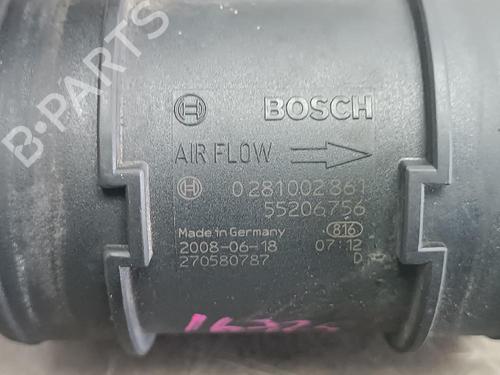 BOSCH
AIR FLOW
0 281 002 861
55206756
Made in Germany 816
2008-06-18 07:12
270580787 D
B-PARTS